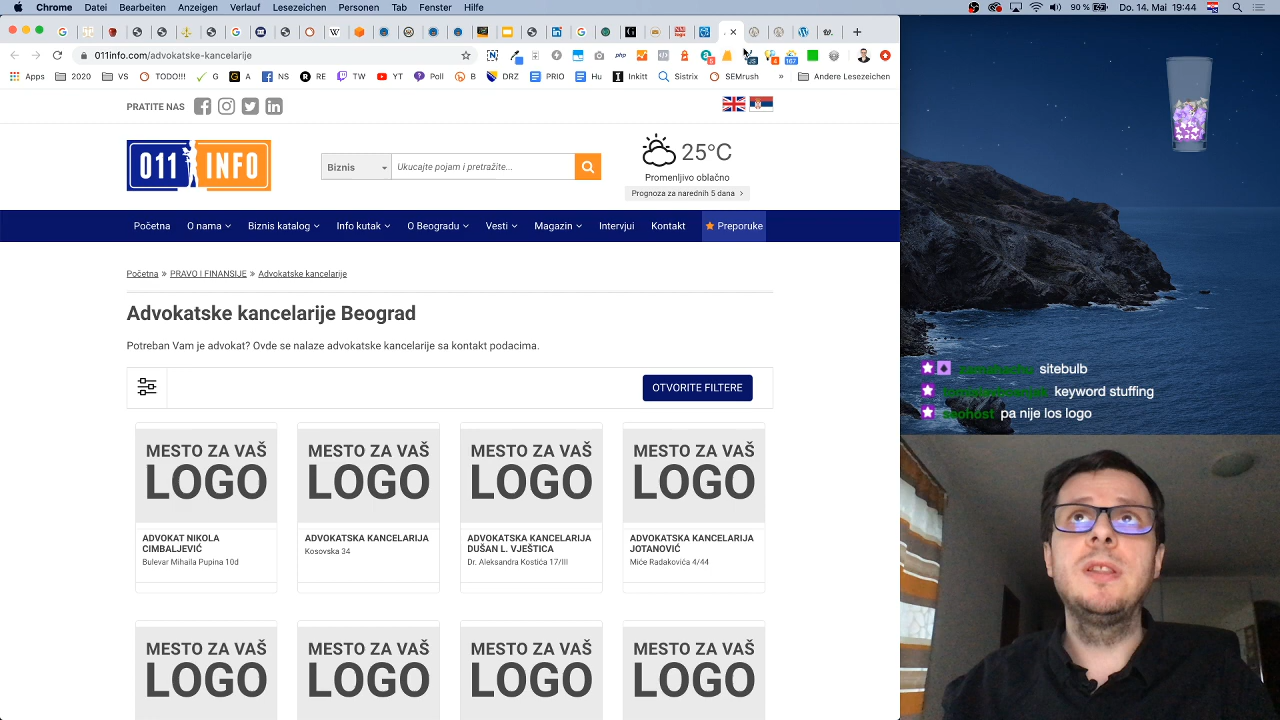 Chrome Datei Bearbeiten Anzeigen Verlauf Lesezeichen Personen Tab Fenster Hilfe
90 % Do. 14. Mai 19:44
011info.com/advokatske-kancelarije
Apps 2020 VS TODO!!! G A NS RE TW YT Poll B DRZ PRIO Hu Inkitt Sistrix SEMrush » Andere Lesezeichen
PRATITE NAS
011 INFO
Biznis Ukucajte pojam i pretražite...
25°C
Promenljivo oblačno
Prognoza za narednih 5 dana
Početna O nama Biznis katalog Info kutak O Beogradu Vesti Magazin Intervjui Kontakt Preporuke
Početna » PRAVO I FINANSIJE » Advokatske kancelarije
Advokatske kancelarije Beograd
Potreban Vam je advokat? Ovde se nalaze advokatske kancelarije sa kontakt podacima.
OTVORITE FILTERE
MESTO ZA VAŠ LOGO
MESTO ZA VAŠ LOGO
MESTO ZA VAŠ LOGO
MESTO ZA VAŠ LOGO
ADVOKAT NIKOLA
CIMBALJEVIĆ
Bulevar Mihaila Pupina 10d
ADVOKATSKA KANCELARIJA
Kosovska 34
ADVOKATSKA KANCELARIJA
DUŠAN L. VJEŠTICA
Dr. Aleksandra Kostića 17/III
ADVOKATSKA KANCELARIJA
JOTANOVIĆ
Miće Radakovića 4/44
MESTO ZA VAŠ LOGO
MESTO ZA VAŠ LOGO
MESTO ZA VAŠ LOGO
MESTO ZA VAŠ LOGO
sitebulb
keyword stuffing
seohost pa nije los logo